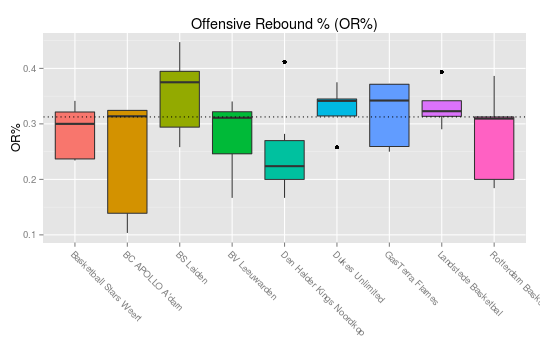 Offensive Rebound % (OR%)
OR%
0.4
0.3
0.2
0.1
Basketball Stars Weert
BC APOLLO A'dam
BS Leiden
BV Leeuwarden
Den Helder Kings Noordkop
Dukes Unlimited
GasTerra Flames
Landstede Basketbal
Rotterdam Bask